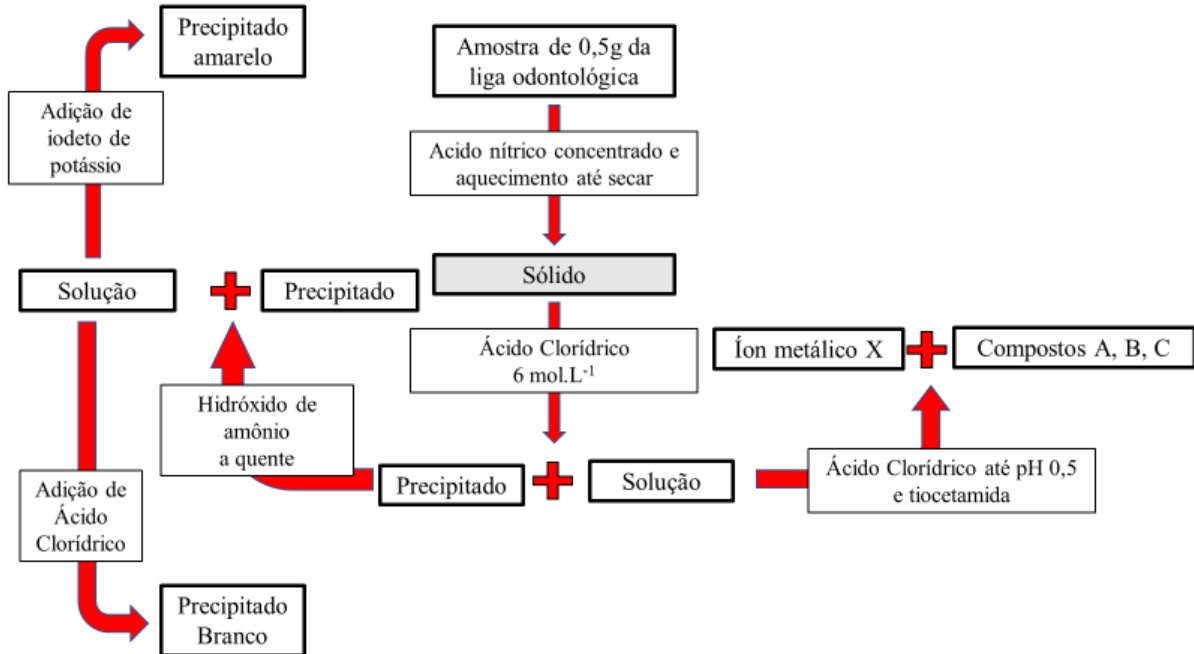 Precipitado
amarelo
Adição de
iodeto de
potássio
Solução
Precipitado
Hidróxido de
amônio
a quente
Adição de
Ácido
Clorídrico
Precipitado
Branco
Amostra de 0,5g da
liga odontológica
Acido nítrico concentrado e
aquecimento até secar
Sólido
Ácido Clorídrico
6 mol.L⁻¹
Precipitado
Solução
Íon metálico X
Compostos A, B, C
Ácido Clorídrico até pH 0,5
e tiocetamida